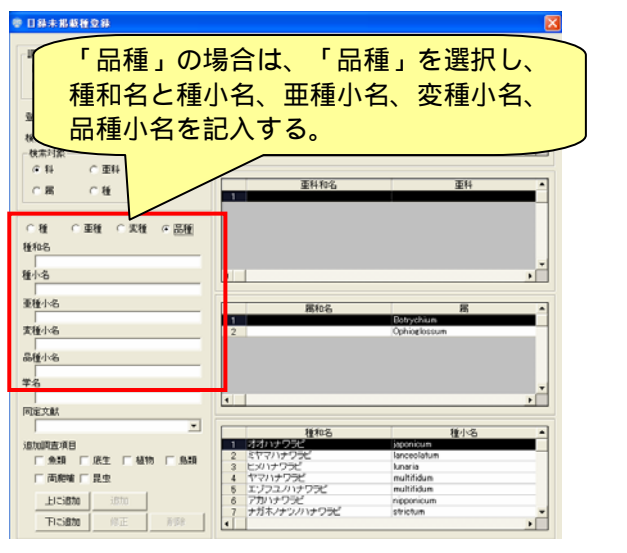 目録未掲載種登録
「品種」の場合は、「品種」を選択し、
種和名と種小名、亜種小名、変種小名、
品種小名を記入する。
検索対象
科 亜科
属 種
亜科和名 亜科
1
種 亜種 変種 品種
種和名
種小名
亜種小名
変種小名
品種小名
学名
属和名 属
1 Botrychium
2 Ophioglossum
同定文献
追加調査項目
魚類 底生 植物 鳥類
両爬哺 昆虫
上に追加 追加
下に追加 修正 削除
種和名 種小名
1 オオハナワラビ japonicum
2 ミヤマハナワラビ lanceolatum
3 ヒメハナワラビ lunaria
4 ヤマハナワラビ multifidum
5 エゾフユノハナワラビ multifidum
6 アカハナワラビ nipponicum
7 ナガホノナツノハナワラビ strictum